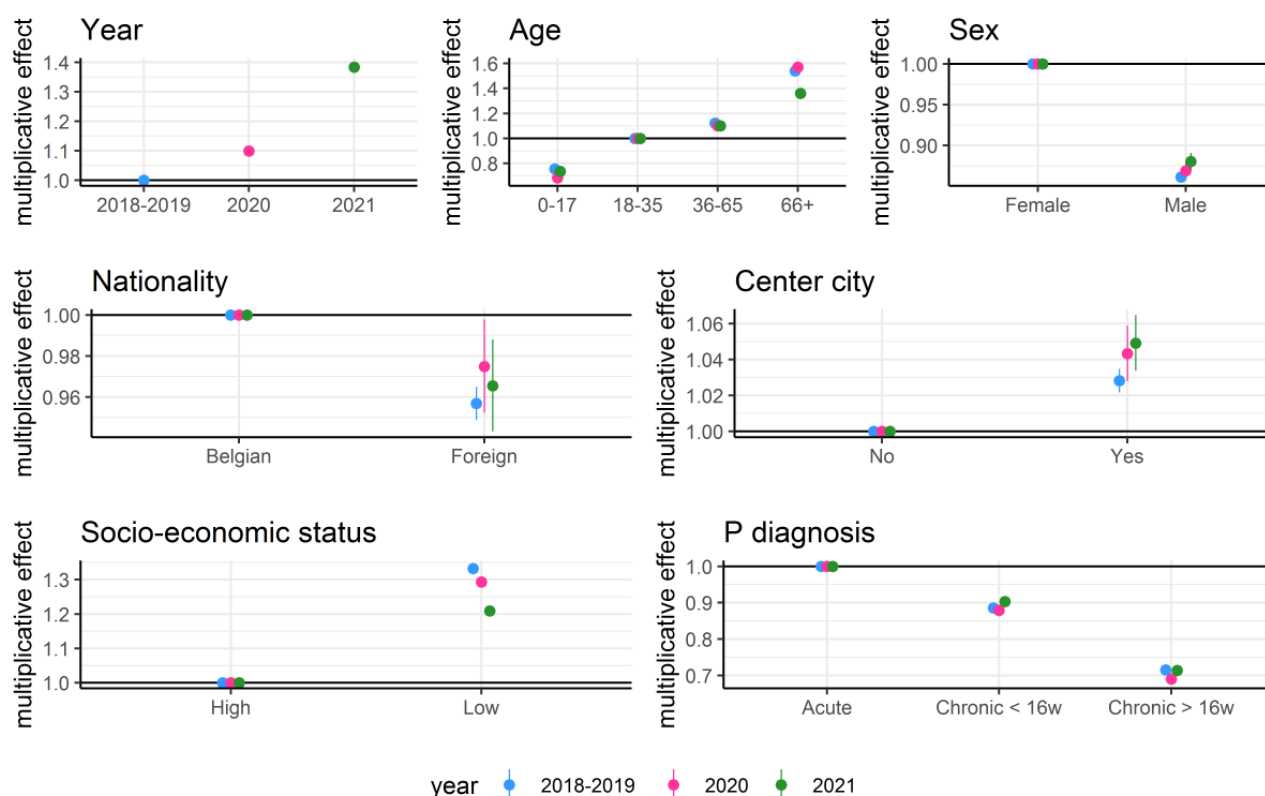 Year
multiplicative effect
1.4
1.3
1.2
1.1
1.0
2018-2019 2020 2021
Age
multiplicative effect
1.6
1.4
1.2
1.0
0.8
0-17 18-35 36-65 66+
Sex
multiplicative effect
1.00
0.95
0.90
Female Male
Nationality
multiplicative effect
1.00
0.98
0.96
Belgian Foreign
Center city
multiplicative effect
1.06
1.04
1.02
1.00
No Yes
Socio-economic status
multiplicative effect
1.3
1.2
1.1
1.0
High Low
P diagnosis
multiplicative effect
1.0
0.9
0.8
0.7
Acute Chronic < 16w Chronic > 16w
year 2018-2019 2020 2021